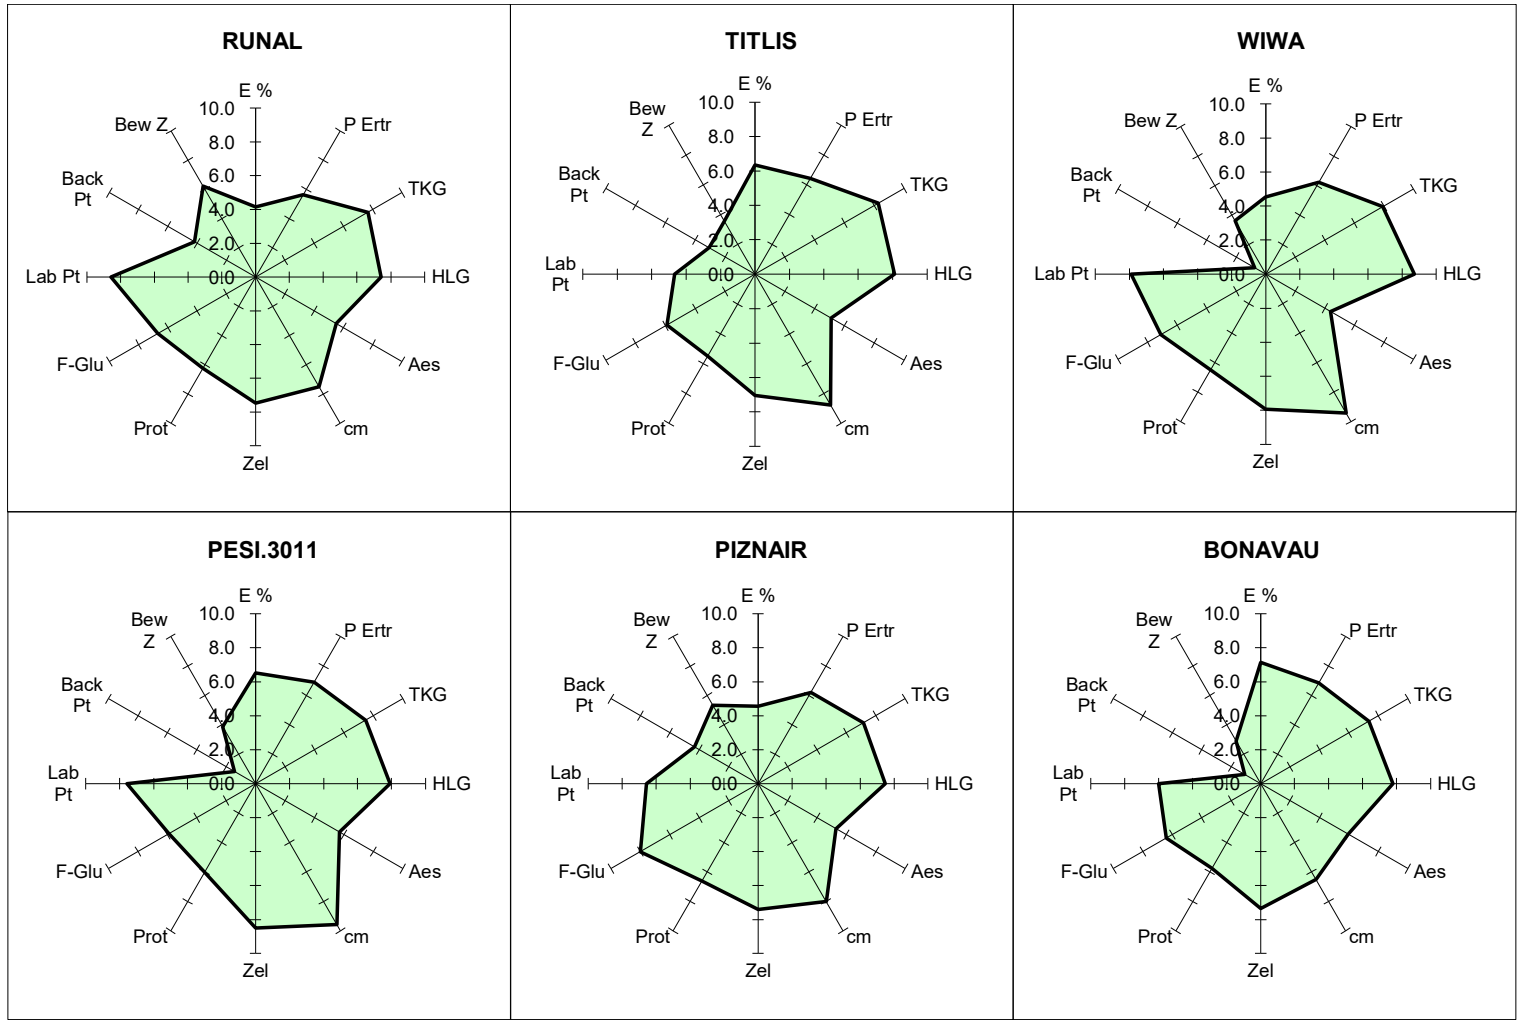 RUNAL
E %
10.0
8.0
6.0
4.0
2.0
0.0
P Ertr
TKG
HLG
Aes
cm
Zel
Prot
F-Glu
Lab Pt
Back
Pt
Bew Z
TITLIS
E %
10.0
8.0
6.0
4.0
2.0
0.0
P Ertr
TKG
HLG
Aes
cm
Zel
Prot
F-Glu
Lab
Pt
Back
Pt
Bew
Z
WIWA
E %
10.0
8.0
6.0
4.0
2.0
0.0
P Ertr
TKG
HLG
Aes
cm
Zel
Prot
F-Glu
Lab Pt
Back
Pt
Bew Z
PESI.3011
E %
10.0
8.0
6.0
4.0
2.0
0.0
P Ertr
TKG
HLG
Aes
cm
Zel
Prot
F-Glu
Lab
Pt
Back
Pt
Bew
Z
PIZNAIR
E %
10.0
8.0
6.0
4.0
2.0
0.0
P Ertr
TKG
HLG
Aes
cm
Zel
Prot
F-Glu
Lab
Pt
Back
Pt
Bew
Z
BONAVAU
E %
10.0
8.0
6.0
4.0
2.0
0.0
P Ertr
TKG
HLG
Aes
cm
Zel
Prot
F-Glu
Lab
Pt
Back
Pt
Bew
Z